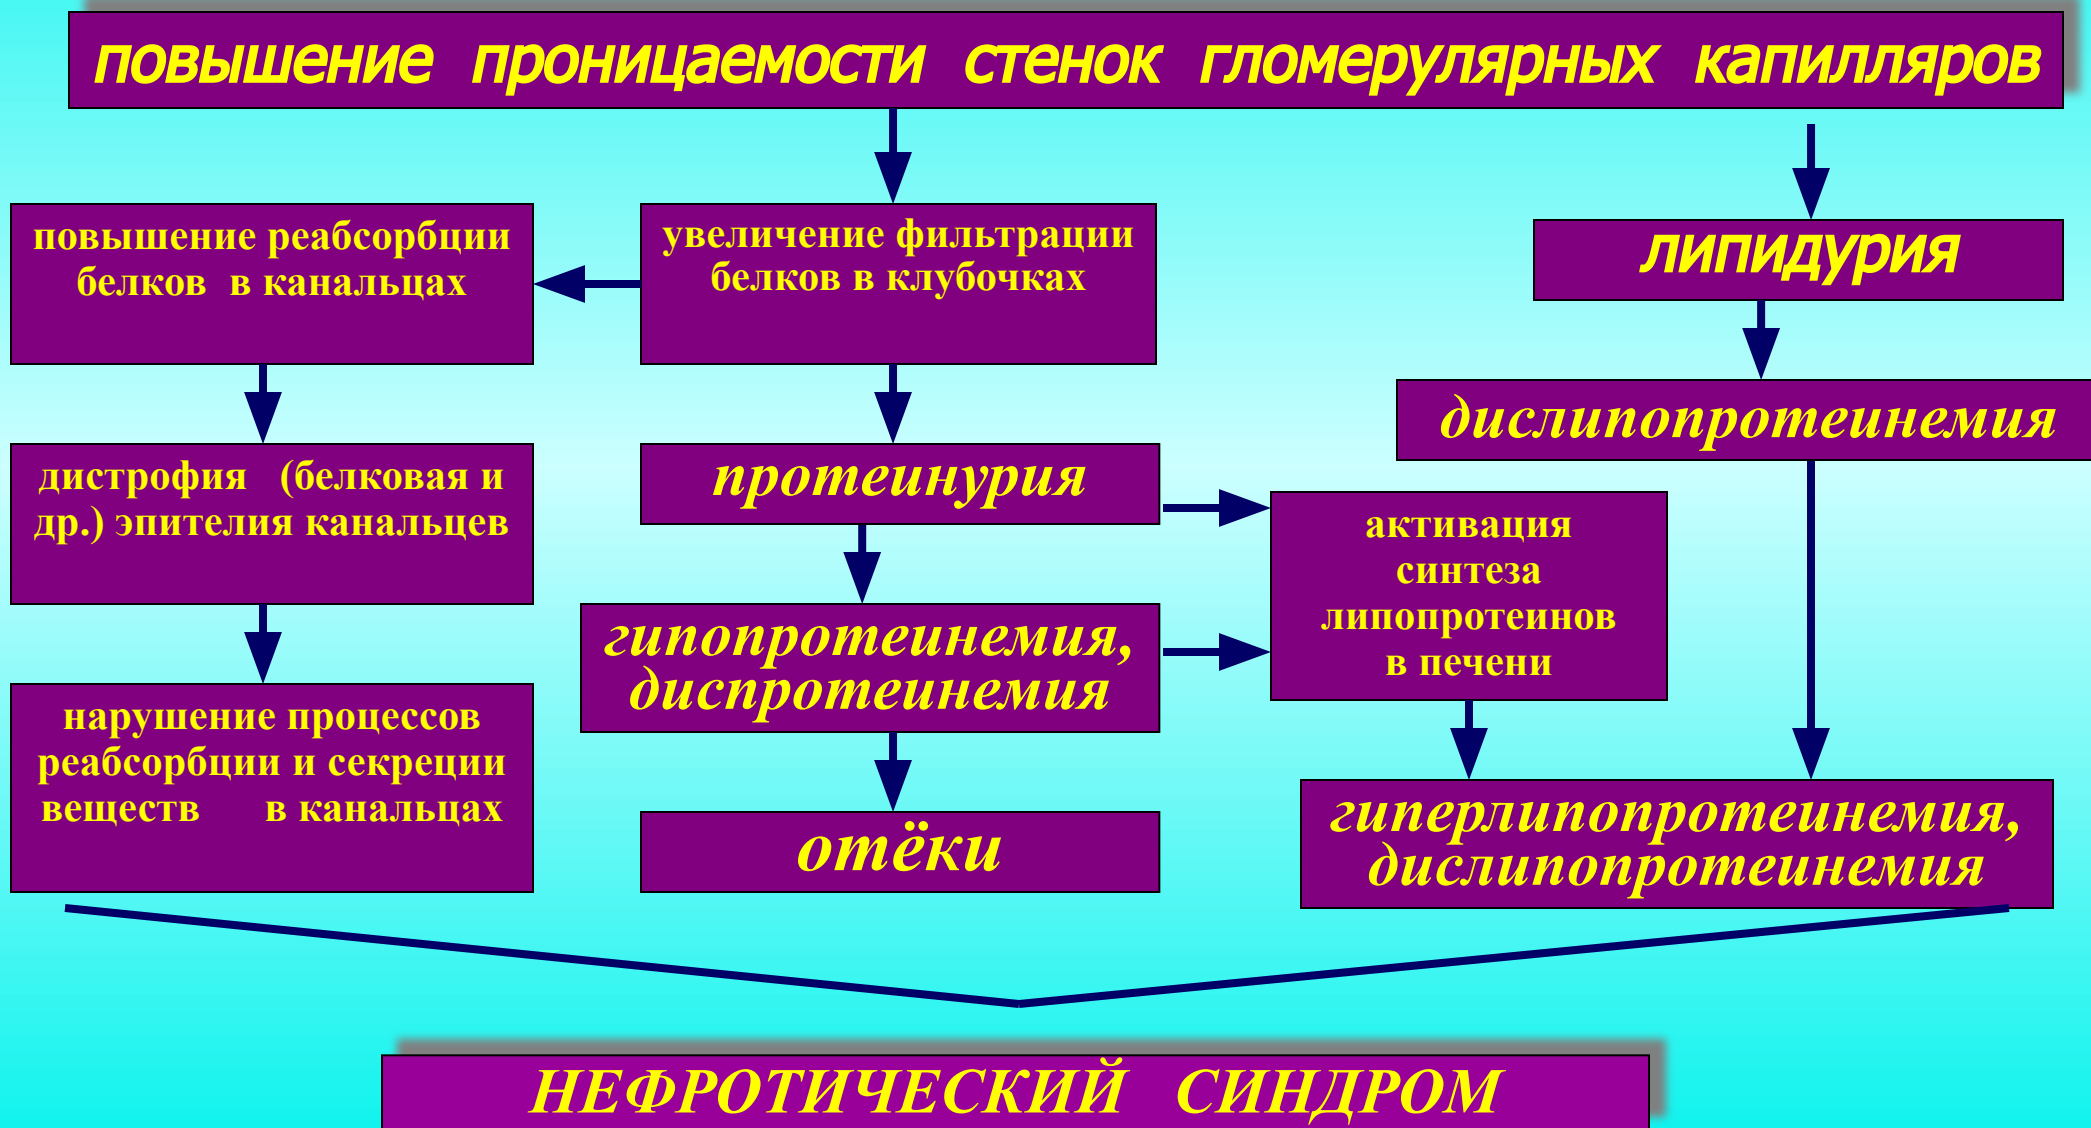 повышение проницаемости стенок гломерулярных капилляров
повышение реабсорбции
белков в канальцах
увеличение фильтрации
белков в клубочках
липидурия
дислипопротеинемия
дистрофия (белковая и
др.) эпителия канальцев
протеинурия
активация
синтеза
липопротеинов
в печени
гипопротеинемия,
диспротеинемия
нарушение процессов
реабсорбции и секреции
веществ в канальцах
отёки
гиперлипопротеинемия,
дислипопротеинемия
НЕФРОТИЧЕСКИЙ СИНДРОМ